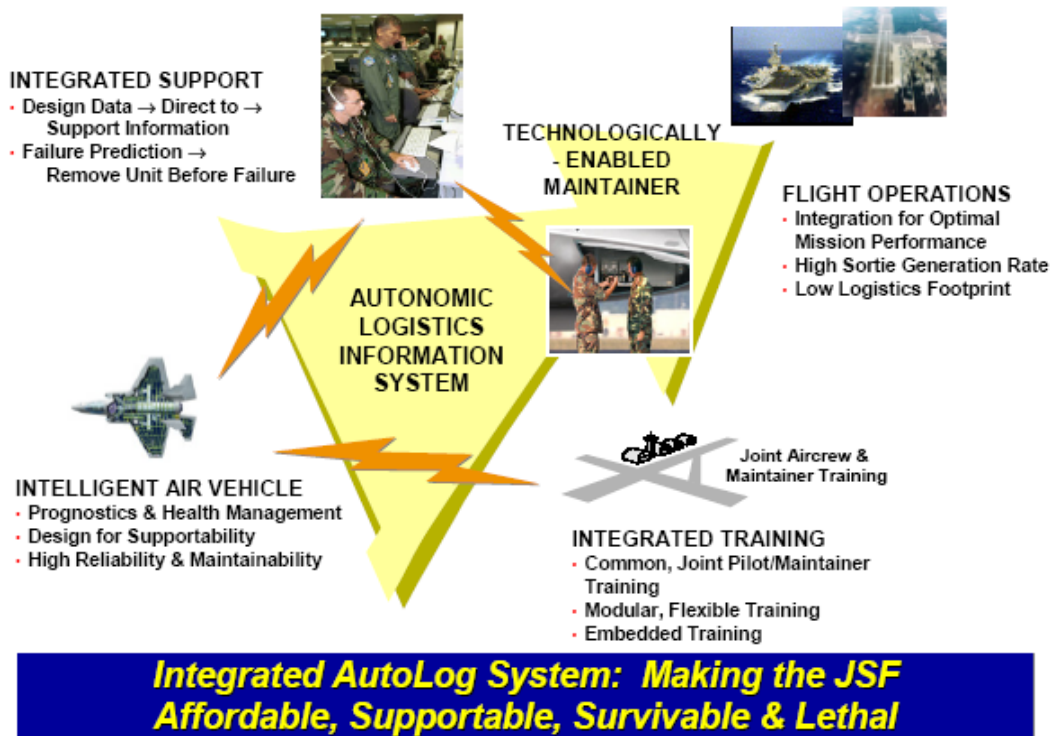 INTEGRATED SUPPORT
• Design Data → Direct to →
Support Information
• Failure Prediction →
Remove Unit Before Failure
TECHNOLOGICALLY
- ENABLED
MAINTAINER
FLIGHT OPERATIONS
• Integration for Optimal
Mission Performance
• High Sortie Generation Rate
• Low Logistics Footprint
AUTONOMIC
LOGISTICS
INFORMATION
SYSTEM
INTELLIGENT AIR VEHICLE
• Prognostics & Health Management
• Design for Supportability
• High Reliability & Maintainability
Joint Aircrew &
Maintainer Training
INTEGRATED TRAINING
• Common, Joint Pilot/Maintainer
Training
• Modular, Flexible Training
• Embedded Training
Integrated AutoLog System: Making the JSF
Affordable, Supportable, Survivable & Lethal